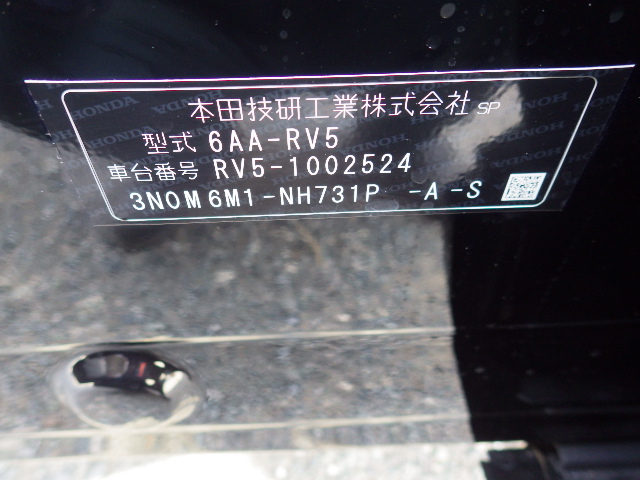 本田技研工業株式会社 SP
型式 6AA-RV5
車台番号 RV5-1002524
3N0M6M1-NH731P -A-S